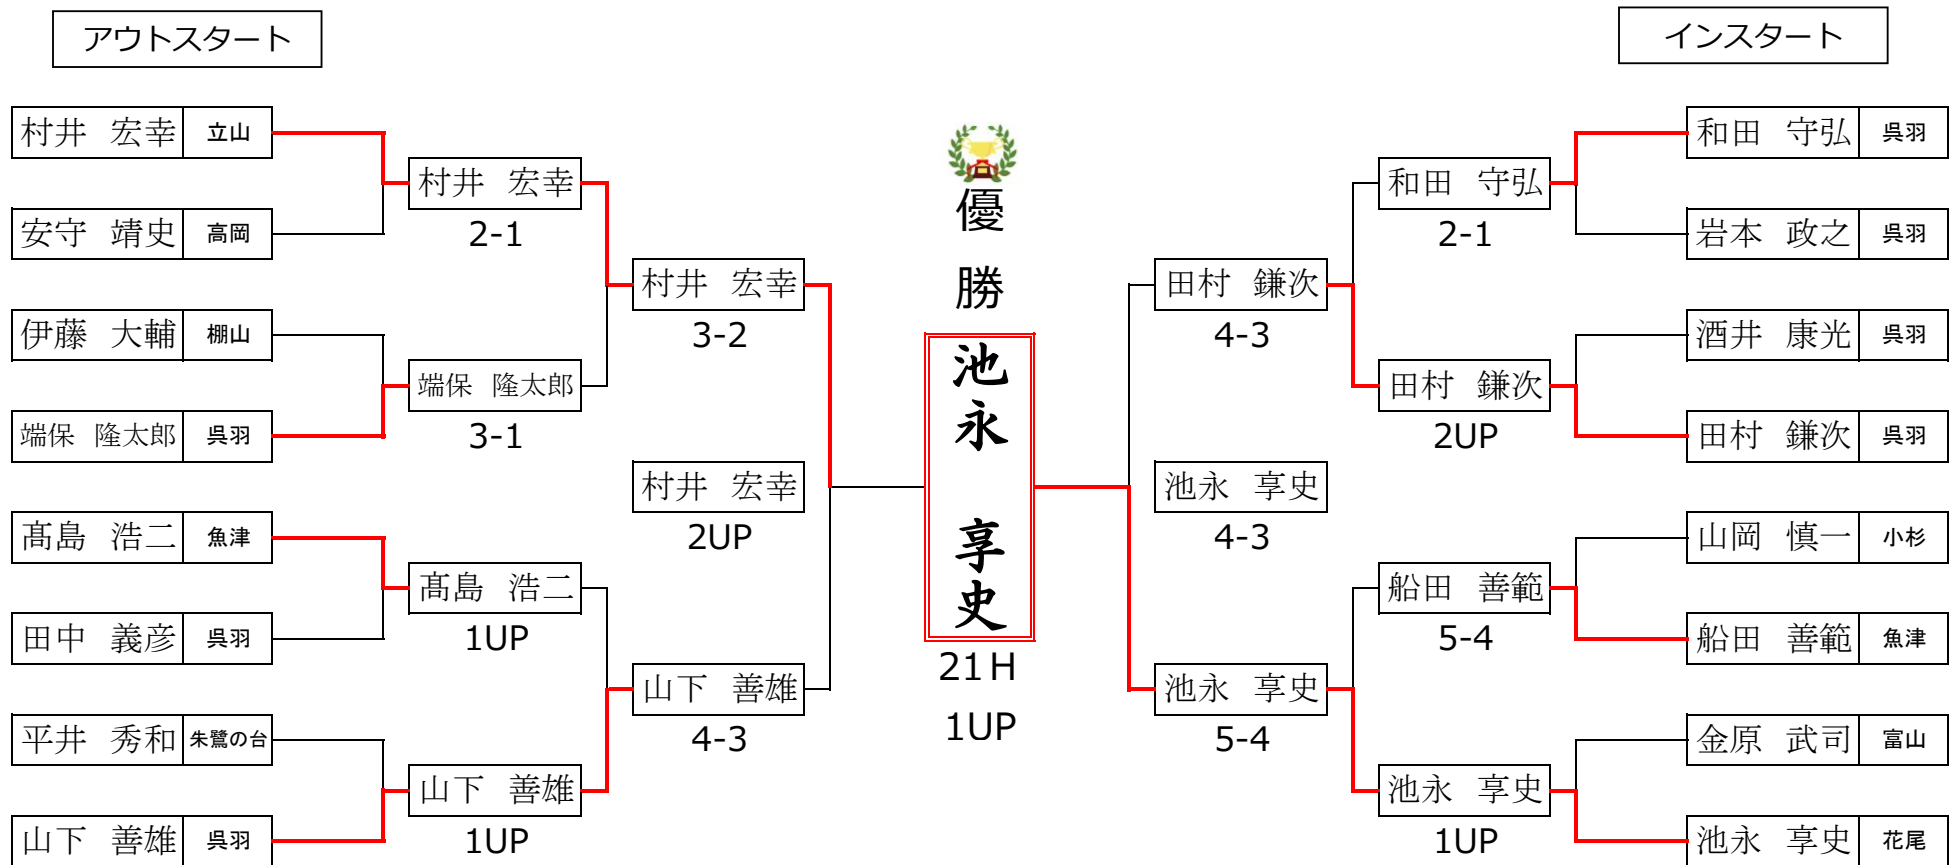 アウトスタート
インスタート
村井 宏幸 立山
安守 靖史 高岡
伊藤 大輔 棚山
端保 隆太郎 呉羽
髙島 浩二 魚津
田中 義彦 呉羽
平井 秀和 朱鷺の台
山下 善雄 呉羽
村井 宏幸
2-1
端保 隆太郎
3-1
髙島 浩二
1UP
山下 善雄
1UP
村井 宏幸
3-2
村井 宏幸
2UP
山下 善雄
4-3
優勝
池永 享史
21H
1UP
田村 鎌次
4-3
池永 享史
4-3
池永 享史
5-4
和田 守弘
2-1
田村 鎌次
2UP
船田 善範
5-4
池永 享史
1UP
和田 守弘 呉羽
岩本 政之 呉羽
酒井 康光 呉羽
田村 鎌次 呉羽
山岡 慎一 小杉
船田 善範 魚津
金原 武司 富山
池永 享史 花尾